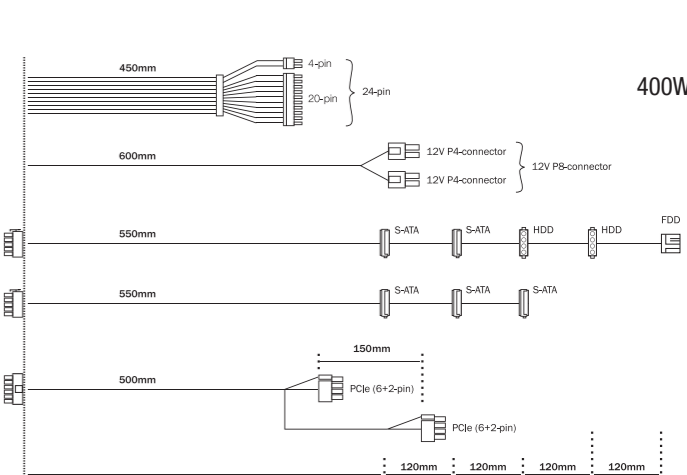 450mm
4-pin
20-pin
24-pin
400W
600mm
12V P4-connector
12V P4-connector
12V P8-connector
550mm
S-ATA
S-ATA
HDD
HDD
FDD
550mm
S-ATA
S-ATA
S-ATA
150mm
500mm
PCIe (6+2-pin)
PCIe (6+2-pin)
120mm 120mm 120mm 120mm